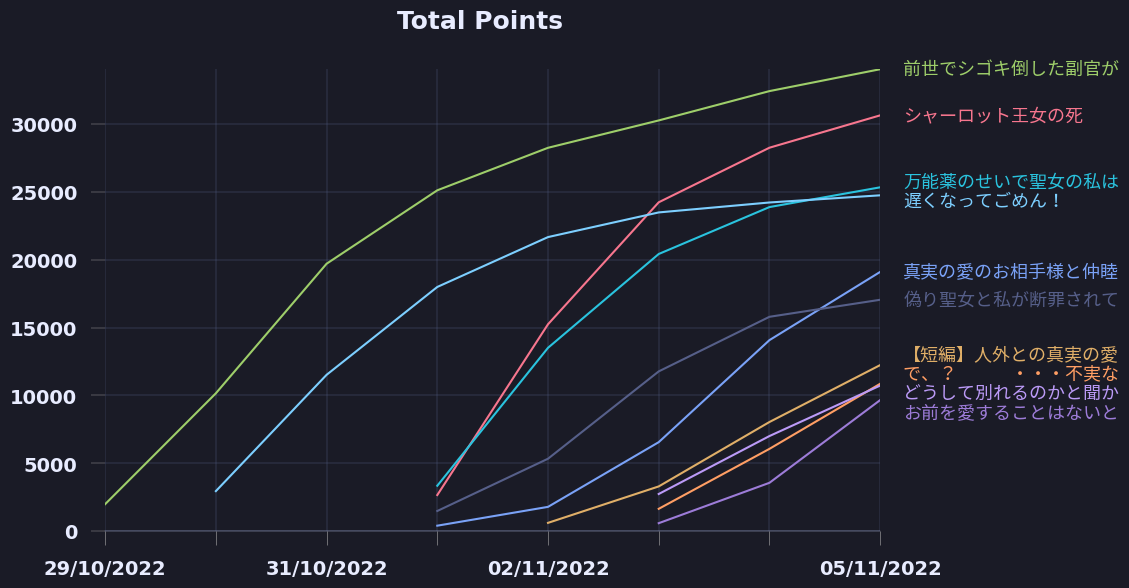 Total Points
30000
25000
20000
15000
10000
5000
0
29/10/2022
31/10/2022
02/11/2022
05/11/2022
前世でシゴキ倒した副官が
シャーロット王女の死
万能薬のせいで聖女の私は
遅くなってごめん！
真実の愛のお相手様と仲睦
偽り聖女と私が断罪されて
【短編】人外との真実の愛
で、？　　　・・・不実な
どうして別れるのかと聞か
お前を愛することはないと